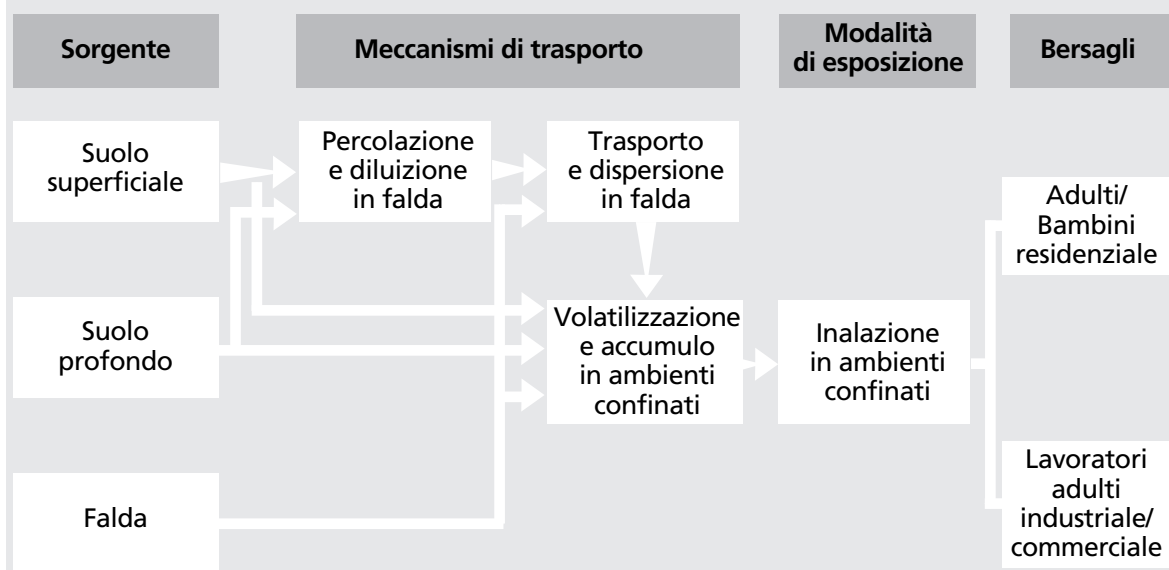 Sorgente
Meccanismi di trasporto
Modalità
di esposizione
Bersagli
Suolo
superficiale
Percolazione
e diluizione
in falda
Trasporto
e dispersione
in falda
Adulti/
Bambini
residenziale
Suolo
profondo
Volatilizzazione
e accumulo
in ambienti
confinati
Inalazione
in ambienti
confinati
Falda
Lavoratori
adulti
industriale/
commerciale